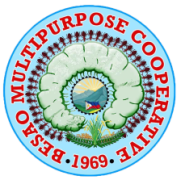 BESAO MULTIPURPOSE COOPERATIVE
• 1969 •